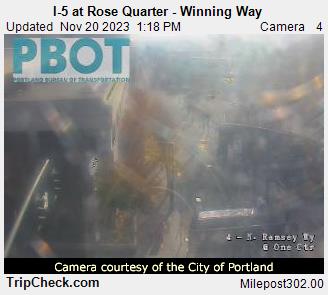 I-5 at Rose Quarter - Winning Way
Updated Nov 20 2023 1:18 PM Camera 4
PBOT
PORTLAND BUREAU OF TRANSPORTATION
4 - N. Ramsey Wy
@ One Ctr
Camera courtesy of the City of Portland
TripCheck.com Milepost302.00